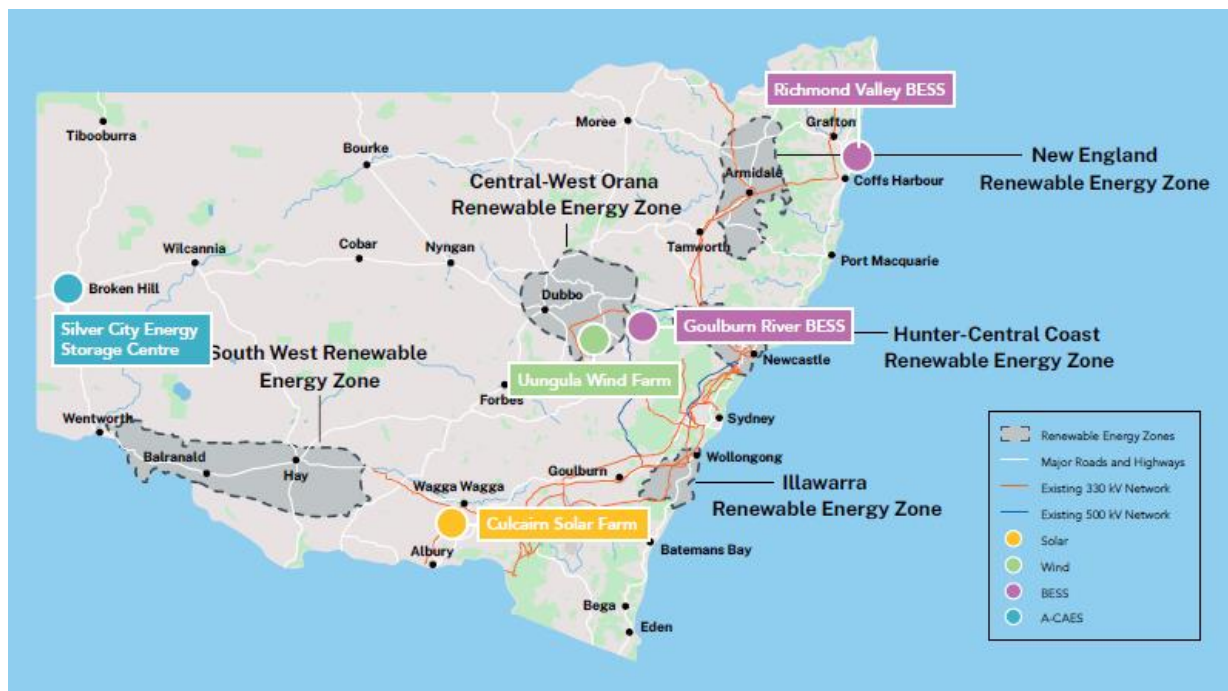 Richmond Valley BESS
Tibooburra
Moree
Grafton
Bourke
New England
Renewable Energy Zone
Armidale
Coffs Harbour
Central-West Orana
Renewable Energy Zone
Wilcannia
Cobar
Nyngan
Tamworth
Port Macquarie
Broken Hill
Dubbo
Silver City Energy
Storage Centre
Goulburn River BESS
Hunter-Central Coast
Renewable Energy Zone
Newcastle
South West Renewable
Energy Zone
Uungula Wind Farm
Forbes
Wentworth
Sydney
Balranald
Hay
Goulburn
Wollongong
Illawarra
Renewable Energy Zone
Wagga Wagga
Culcairn Solar Farm
Albury
Batemans Bay
Bega
Eden
Renewable Energy Zones
Major Roads and Highways
Existing 330 kV Network
Existing 500 kV Network
Solar
Wind
BESS
A-CAES